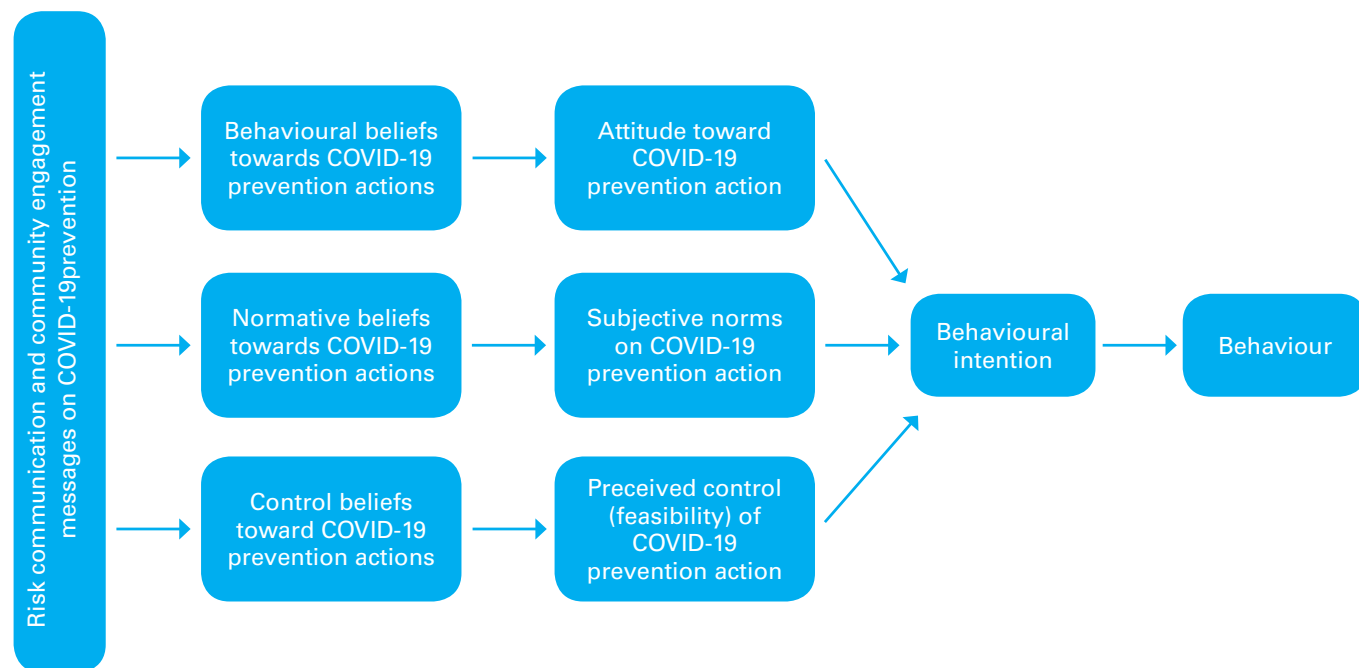 Risk communication and community engagement
messages on COVID-19prevention
Behavioural beliefs
towards COVID-19
prevention actions
Attitude toward
COVID-19
prevention action
Normative beliefs
towards COVID-19
prevention actions
Subjective norms
on COVID-19
prevention action
Behavioural
intention
Behaviour
Control beliefs
toward COVID-19
prevention actions
Preceived control
(feasibility) of
COVID-19
prevention action